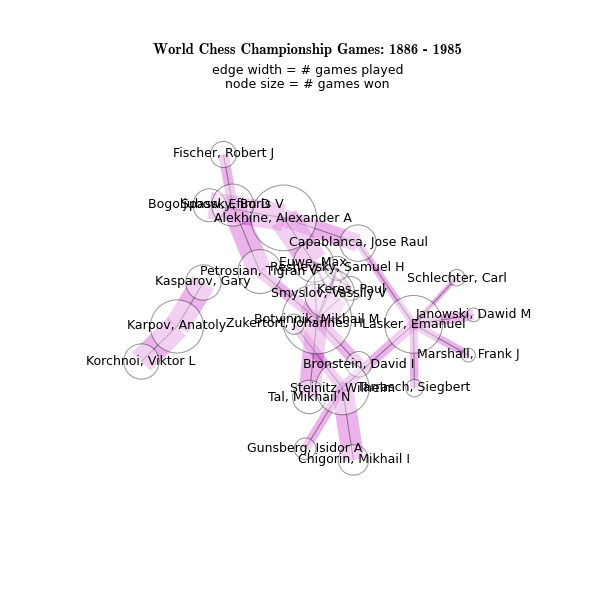 World Chess Championship Games: 1886 - 1985
edge width = # games played
node size = # games won
Fischer, Robert J
Bogoljubow, Efim D
Spassky, Boris V
Alekhine, Alexander A
Capablanca, Jose Raul
Euwe, Max
Reshevsky, Samuel H
Petrosian, Tigran V
Kasparov, Gary
Schlechter, Carl
Keres, Paul
Smyslov, Vassily V
Janowski, Dawid M
Botvinnik, Mikhail M
Zukertort, Johannes H
Lasker, Emanuel
Karpov, Anatoly
Marshall, Frank J
Korchnoi, Viktor L
Bronstein, David I
Steinitz, Wilhelm
Tarrasch, Siegbert
Tal, Mikhail N
Gunsberg, Isidor A
Chigorin, Mikhail I